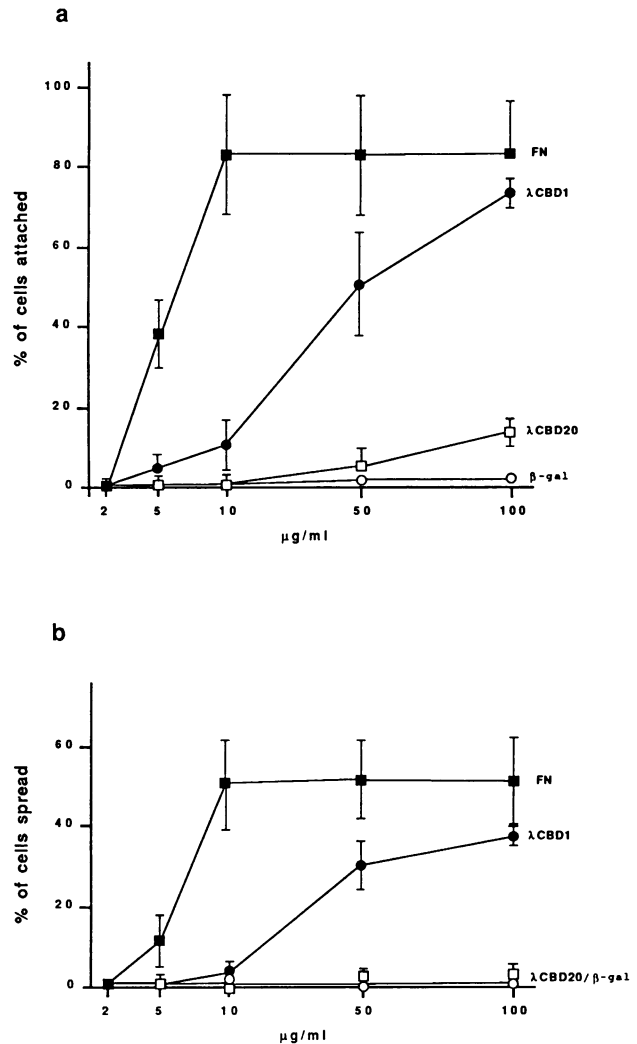 a
% of cells attached
100
80
60
40
20
0
FN
λCBD1
λCBD20
β-gal
2 5 10 50 100
μg/ml
b
% of cells spread
60
40
20
0
FN
λCBD1
λCBD20/β-gal
2 5 10 50 100
μg/ml